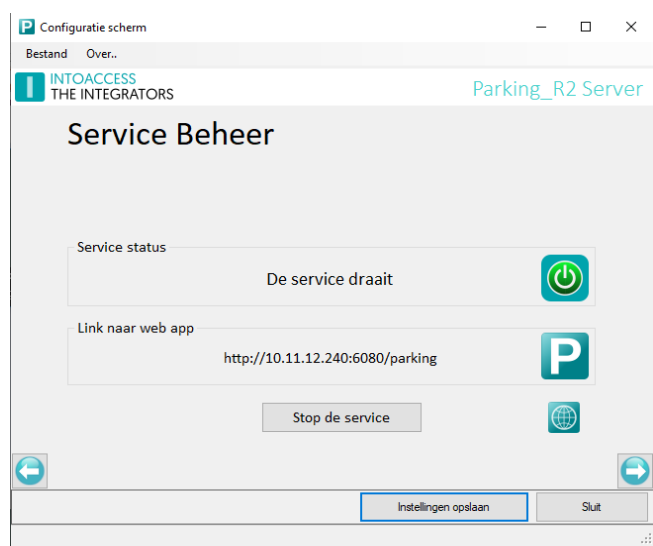 Configuratie scherm
Bestand Over..
INTOACCESS
THE INTEGRATORS
Parking_R2 Server
Service Beheer
Service status
De service draait
Link naar web app
http://10.11.12.240:6080/parking
P
Stop de service
Instellingen opslaan
Sluit